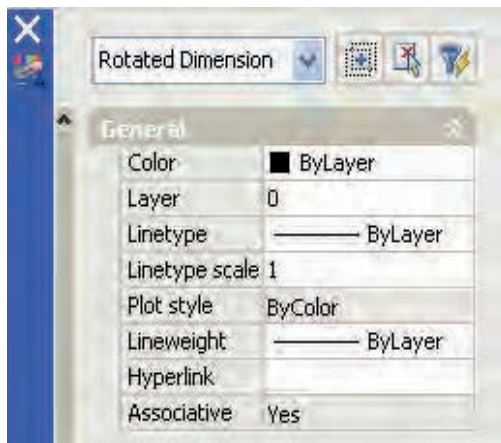 Rotated Dimension
General
Color ByLayer
Layer 0
Linetype ByLayer
Linetype scale 1
Plot style ByColor
Lineweight ByLayer
Hyperlink
Associative Yes